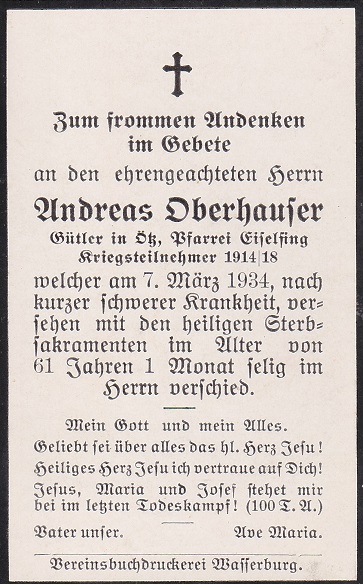 Zum frommen Andenken
im Gebete
an den ehrengeachteten Herrn
Andreas Oberhauser
Gütler in Ötz, Pfarrei Eiselfing
Kriegsteilnehmer 1914/18
welcher am 7. März 1934, nach
kurzer schwerer Krankheit, ver-
sehen mit den heiligen Sterb-
sakramenten im Alter von
61 Jahren 1 Monat selig im
Herrn verschied.
Mein Gott und mein Alles.
Geliebt sei über alles das hl. Herz Jesu!
Heiliges Herz Jesu ich vertraue auf Dich!
Jesus, Maria und Josef stehet mir
bei im letzten Todeskampf! (100 T. A.)
Vater unser. Ave Maria.
Vereinsbuchdruckerei Wasserburg.